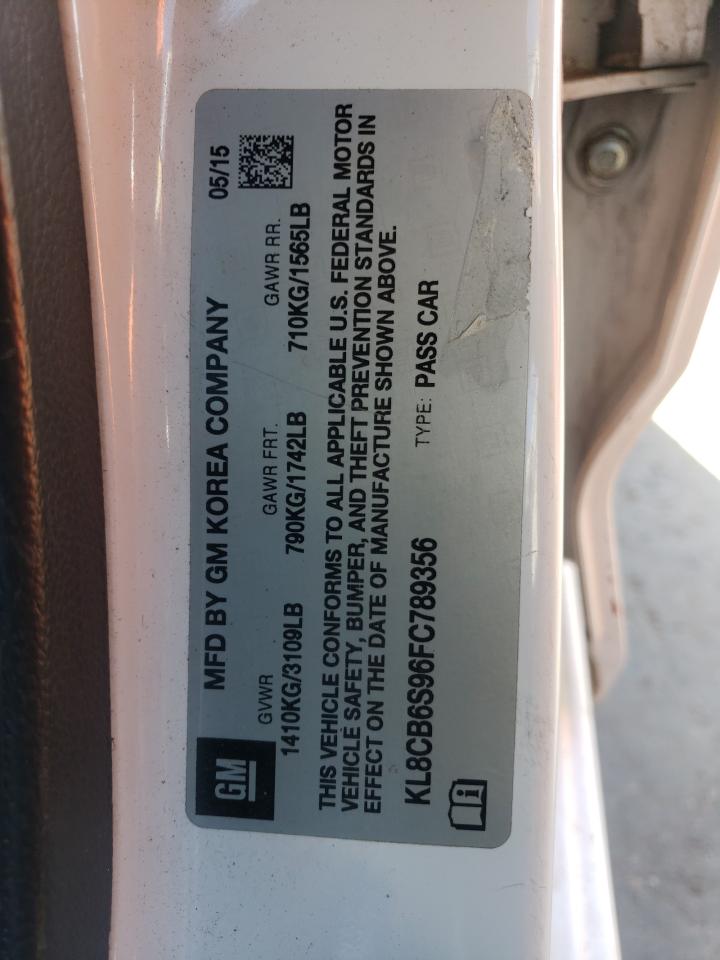 GM
MFD BY GM KOREA COMPANY 05/15
GVWR GAWR FRT. GAWR RR.
1410KG/3109LB 790KG/1742LB 710KG/1565LB
THIS VEHICLE CONFORMS TO ALL APPLICABLE U.S. FEDERAL MOTOR
VEHICLE SAFETY, BUMPER, AND THEFT PREVENTION STANDARDS IN
EFFECT ON THE DATE OF MANUFACTURE SHOWN ABOVE.
KL8CB6S96FC789356 TYPE: PASS CAR
i